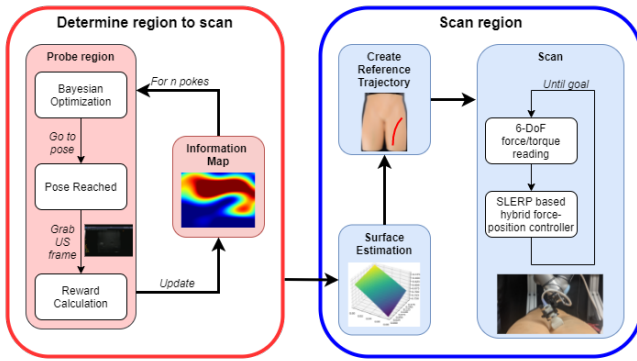 Determine region to scan
Probe region
Bayesian
Optimization
For n pokes
Go to
pose
Pose Reached
Grab
US
frame
Reward
Calculation
Update
Information
Map
Scan region
Create
Reference
Trajectory
Surface
Estimation
Scan
Until goal
6-DoF
force/torque
reading
SLERP based
hybrid force-
position controller